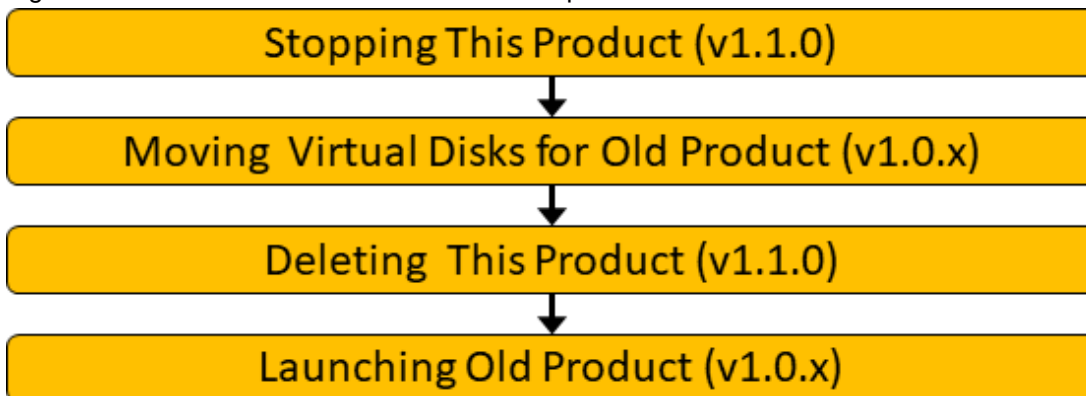 Stopping This Product (v1.1.0)
Moving Virtual Disks for Old Product (v1.0.x)
Deleting This Product (v1.1.0)
Launching Old Product (v1.0.x)